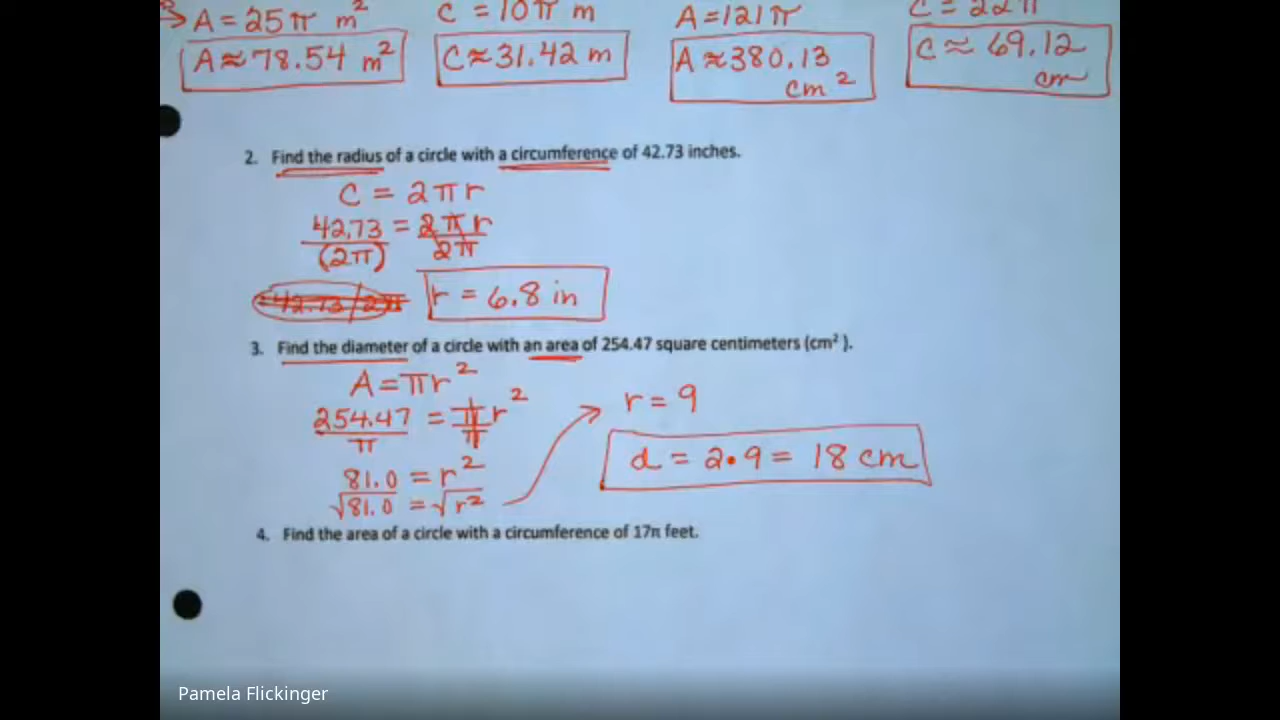 A = 25π m²
C = 10π m
A = 121π
C = 22π
A ≈ 78.54 m²
C ≈ 31.42 m
A ≈ 380.13
cm²
C ≈ 69.12
cm
2. Find the radius of a circle with a circumference of 42.73 inches.
C = 2πr
42.73 = 2πr
(2π) 2π
r = 6.8 in
3. Find the diameter of a circle with an area of 254.47 square centimeters (cm² ).
A = πr²
254.47 = πr²
π π
81.0 = r²
√81.0 = √r²
r = 9
d = 2•9 = 18 cm
4. Find the area of a circle with a circumference of 17π feet.
Pamela Flickinger